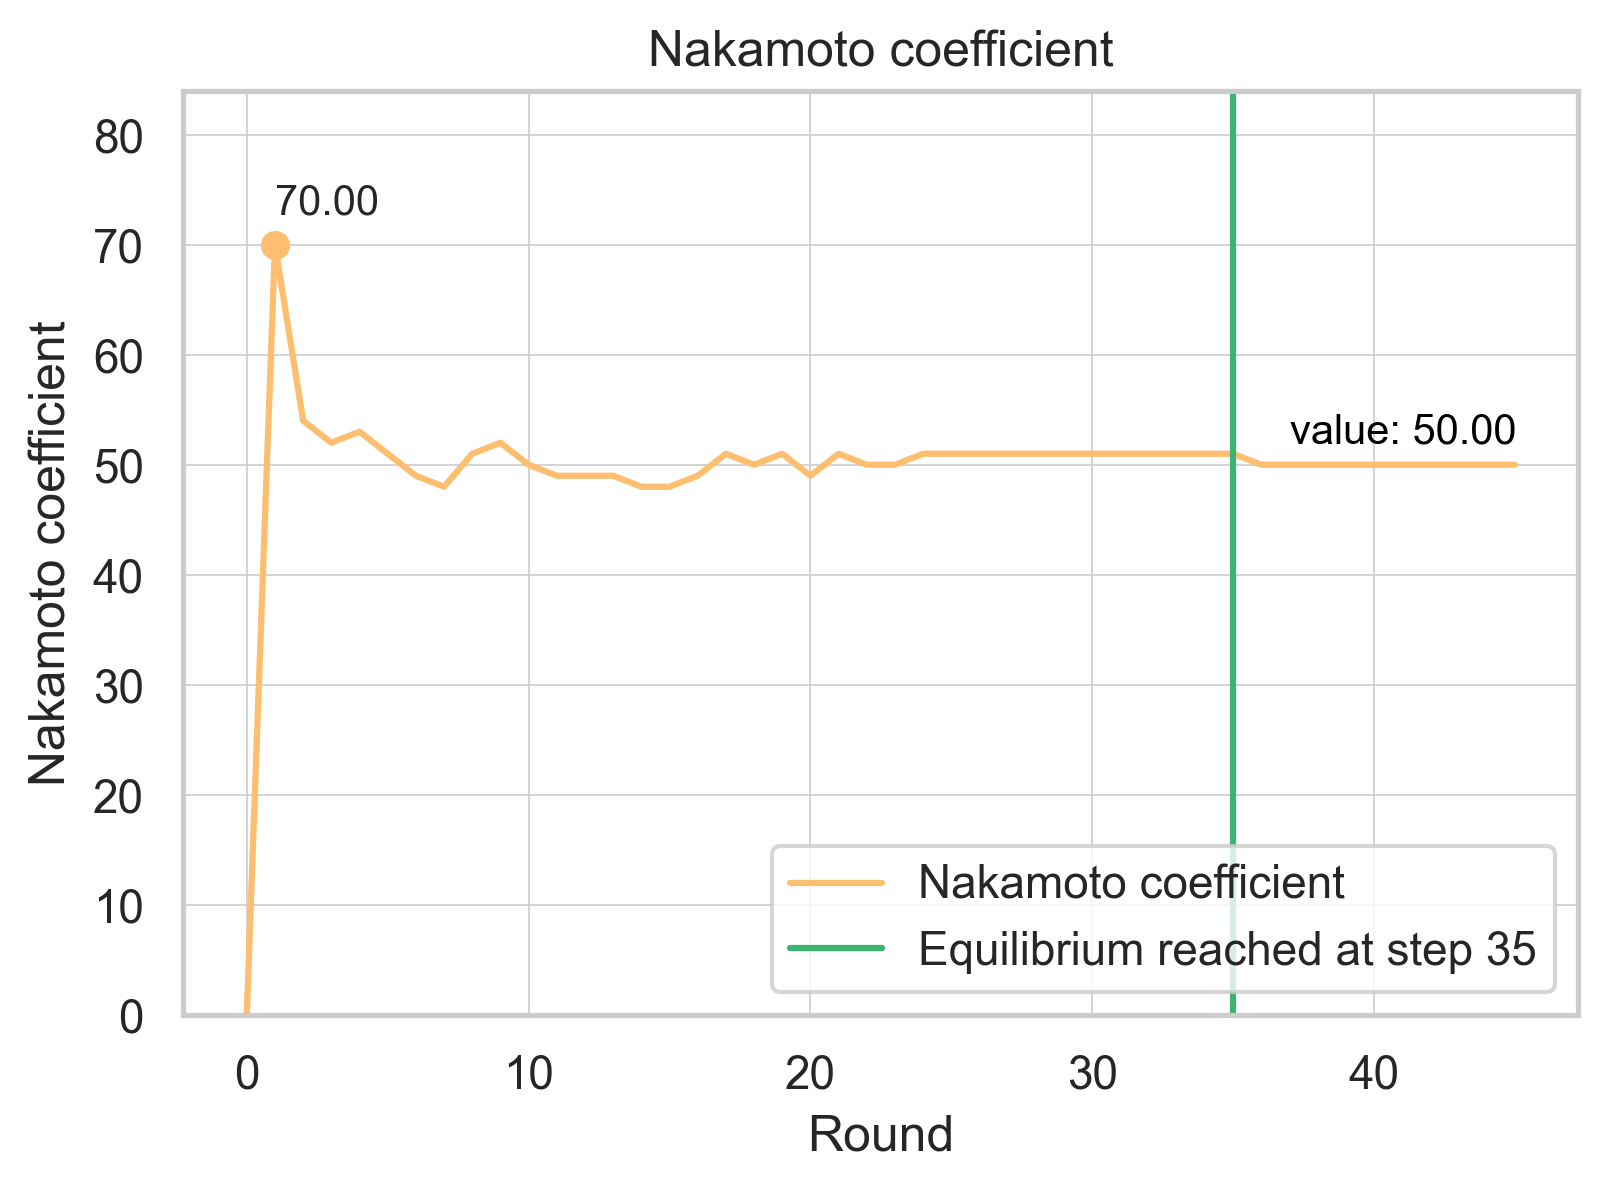 Nakamoto coefficient
Nakamoto coefficient
80
70
60
50
40
30
20
10
0
70.00
value: 50.00
Nakamoto coefficient
Equilibrium reached at step 35
0 10 20 30 40
Round